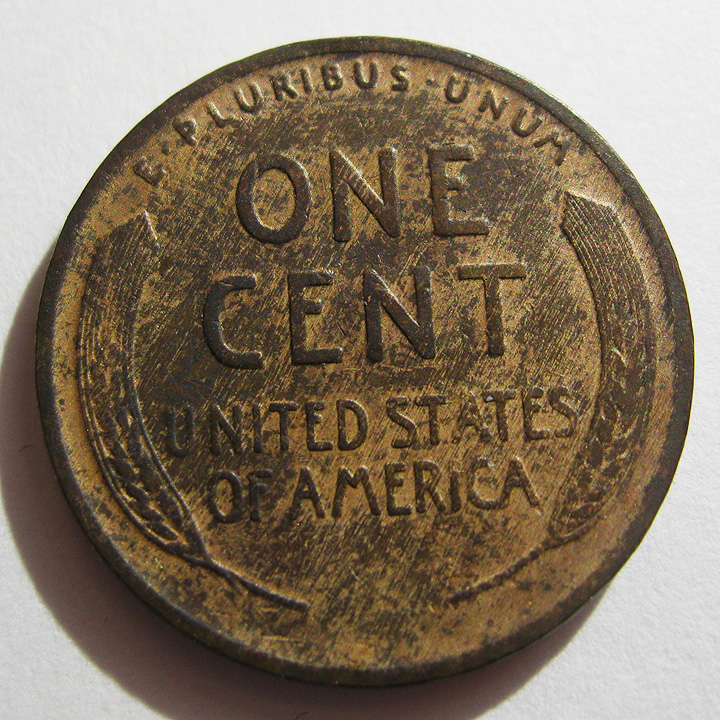 E·PLURIBUS·UNUM
ONE
CENT
UNITED STATES
OF AMERICA